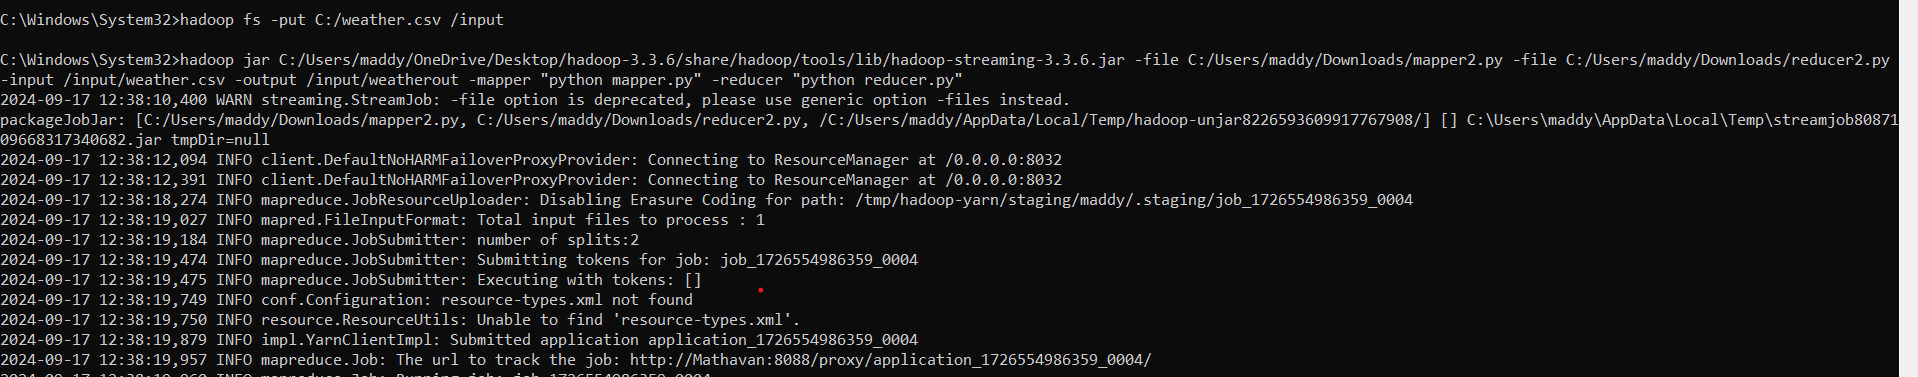 C:\Windows\System32>hadoop fs -put C:/weather.csv /input
C:\Windows\System32>hadoop jar C:/Users/maddy/OneDrive/Desktop/hadoop-3.3.6/share/hadoop/tools/lib/hadoop-streaming-3.3.6.jar -file C:/Users/maddy/Downloads/mapper2.py -file C:/Users/maddy/Downloads/reducer2.py
-input /input/weather.csv -output /input/weatherout -mapper "python mapper.py" -reducer "python reducer.py"
2024-09-17 12:38:10,400 WARN streaming.StreamJob: -file option is deprecated, please use generic option -files instead.
packageJobJar: [C:/Users/maddy/Downloads/mapper2.py, C:/Users/maddy/Downloads/reducer2.py, /C:/Users/maddy/AppData/Local/Temp/hadoop-unjar8226593609917767908/] [] C:\Users\maddy\AppData\Local\Temp\streamjob80871
09668317340682.jar tmpDir=null
2024-09-17 12:38:12,094 INFO client.DefaultNoHARMFailoverProxyProvider: Connecting to ResourceManager at /0.0.0.0:8032
2024-09-17 12:38:12,391 INFO client.DefaultNoHARMFailoverProxyProvider: Connecting to ResourceManager at /0.0.0.0:8032
2024-09-17 12:38:18,274 INFO mapreduce.JobResourceUploader: Disabling Erasure Coding for path: /tmp/hadoop-yarn/staging/maddy/.staging/job_1726554986359_0004
2024-09-17 12:38:19,027 INFO mapred.FileInputFormat: Total input files to process : 1
2024-09-17 12:38:19,184 INFO mapreduce.JobSubmitter: number of splits:2
2024-09-17 12:38:19,474 INFO mapreduce.JobSubmitter: Submitting tokens for job: job_1726554986359_0004
2024-09-17 12:38:19,475 INFO mapreduce.JobSubmitter: Executing with tokens: []
2024-09-17 12:38:19,749 INFO conf.Configuration: resource-types.xml not found
2024-09-17 12:38:19,750 INFO resource.ResourceUtils: Unable to find 'resource-types.xml'.
2024-09-17 12:38:19,879 INFO impl.YarnClientImpl: Submitted application application_1726554986359_0004
2024-09-17 12:38:19,957 INFO mapreduce.Job: The url to track the job: http://Mathavan:8088/proxy/application_1726554986359_0004/